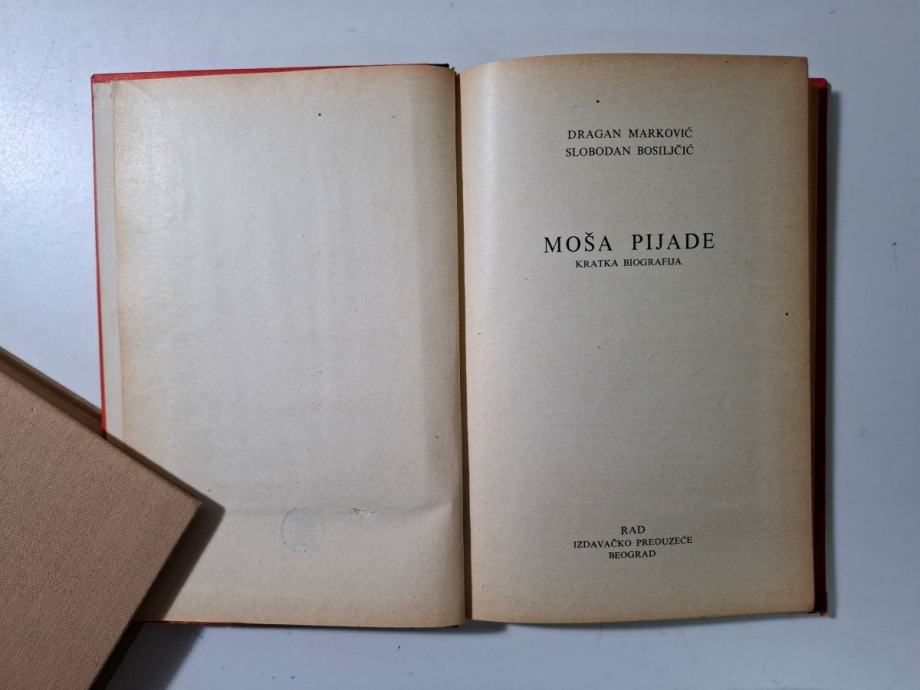 DRAGAN MARKOVIĆ
SLOBODAN BOSILJČIĆ
MOŠA PIJADE
KRATKA BIOGRAFIJA
RAD
IZDAVAČKO PREDUZEĆE
BEOGRAD